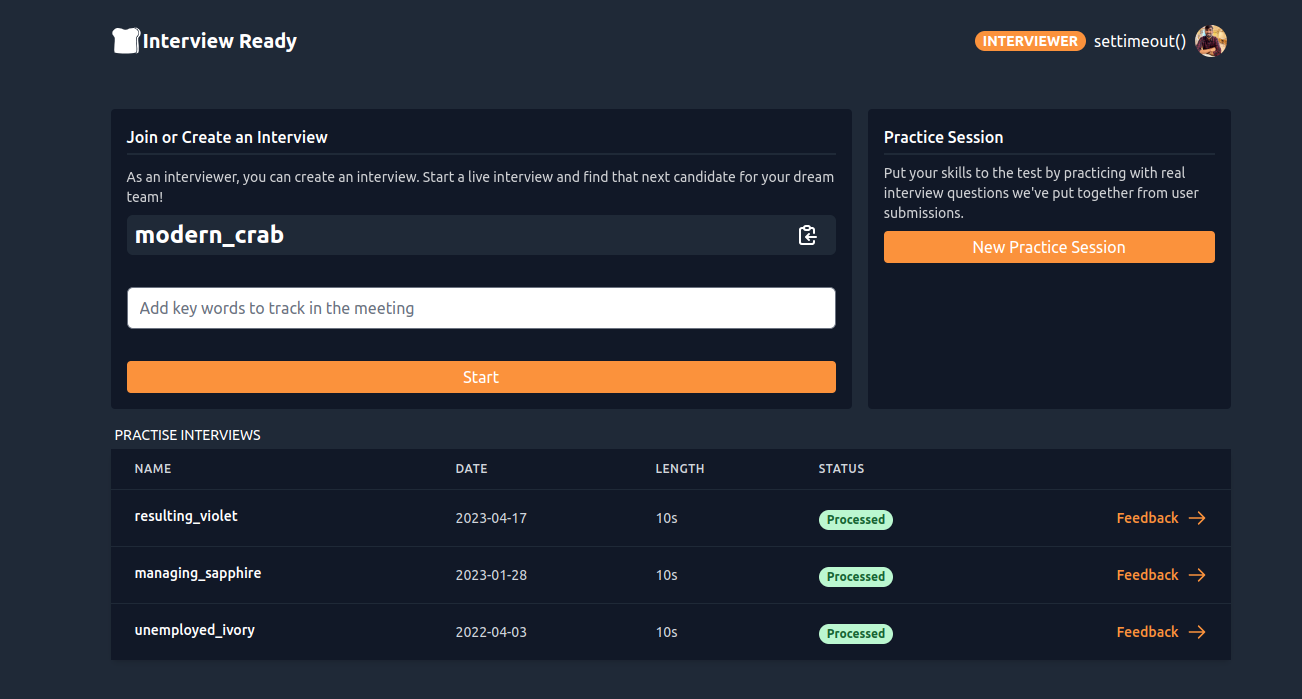 Interview Ready
INTERVIEWER settimeout()
Join or Create an Interview
As an interviewer, you can create an interview. Start a live interview and find that next candidate for your dream
team!
modern_crab
Add key words to track in the meeting
Start
Practice Session
Put your skills to the test by practicing with real
interview questions we've put together from user
submissions.
New Practice Session
PRACTISE INTERVIEWS
NAME DATE LENGTH STATUS
resulting_violet 2023-04-17 10s Processed Feedback
managing_sapphire 2023-01-28 10s Processed Feedback
unemployed_ivory 2022-04-03 10s Processed Feedback